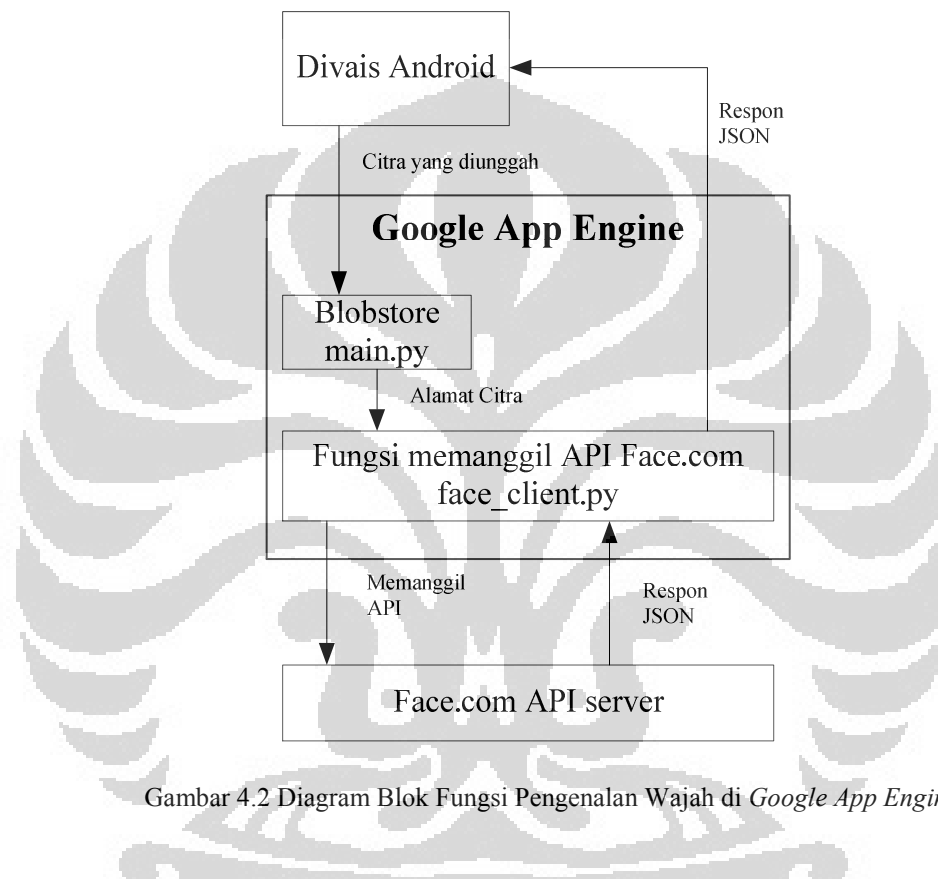 Divais Android
Respon
JSON
Citra yang diunggah
Google App Engine
Blobstore
main.py
Alamat Citra
Fungsi memanggil API Face.com
face_client.py
Memanggil
API
Respon
JSON
Face.com API server
Gambar 4.2 Diagram Blok Fungsi Pengenalan Wajah di Google App Engin